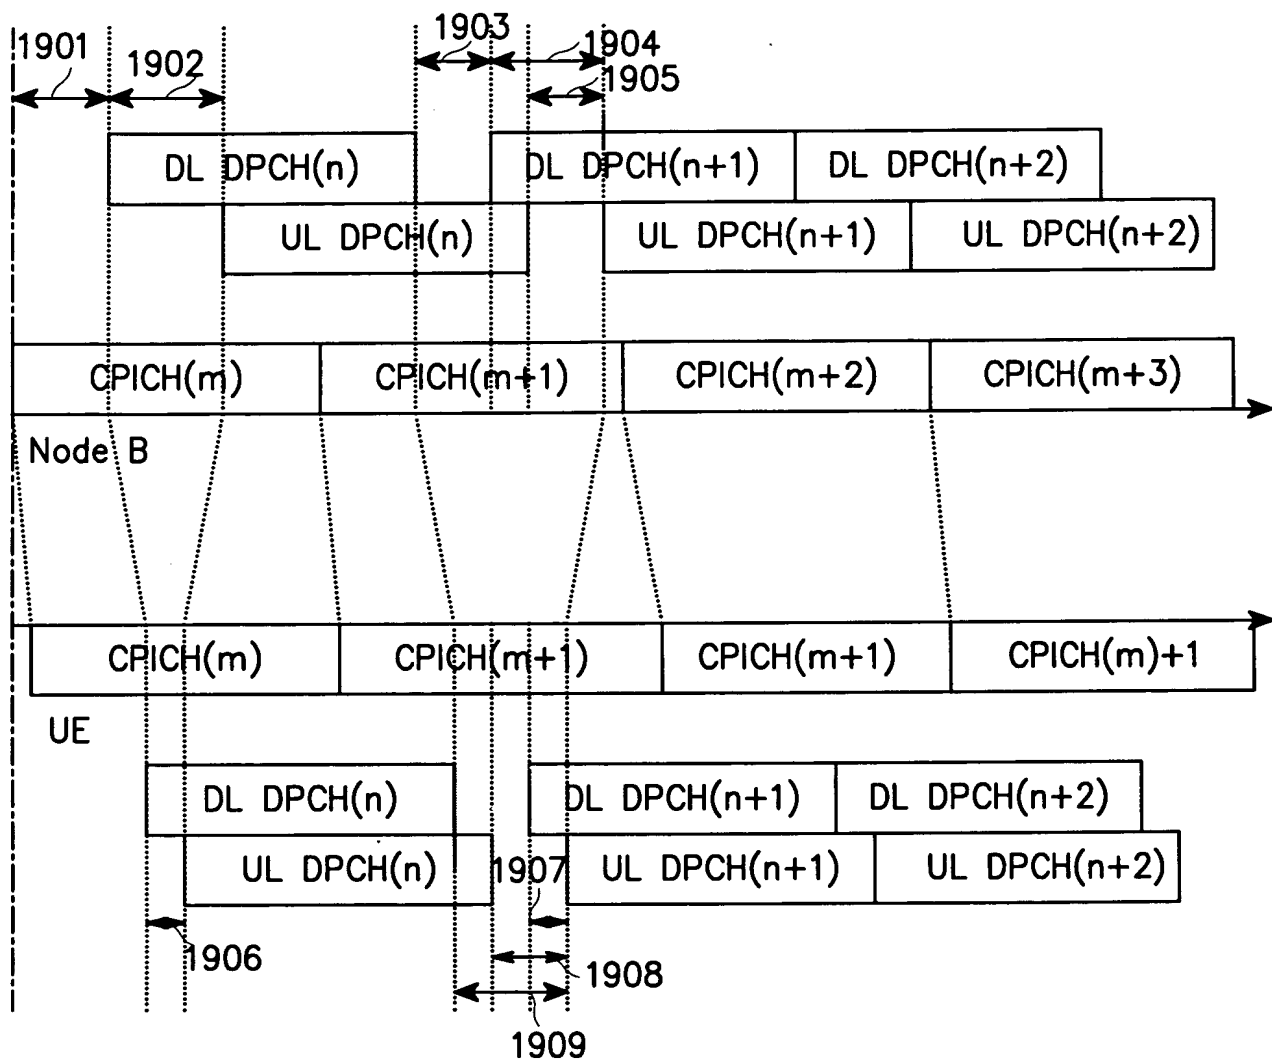 1901
1902
1903
1904
1905
DL DPCH(n)
DL DPCH(n+1)
DL DPCH(n+2)
UL DPCH(n)
UL DPCH(n+1)
UL DPCH(n+2)
CPICH(m)
CPICH(m+1)
CPICH(m+2)
CPICH(m+3)
Node B
CPICH(m)
CPICH(m+1)
CPICH(m+1)
CPICH(m)+1
UE
DL DPCH(n)
DL DPCH(n+1)
DL DPCH(n+2)
UL DPCH(n)
1907
UL DPCH(n+1)
UL DPCH(n+2)
1906
1908
1909